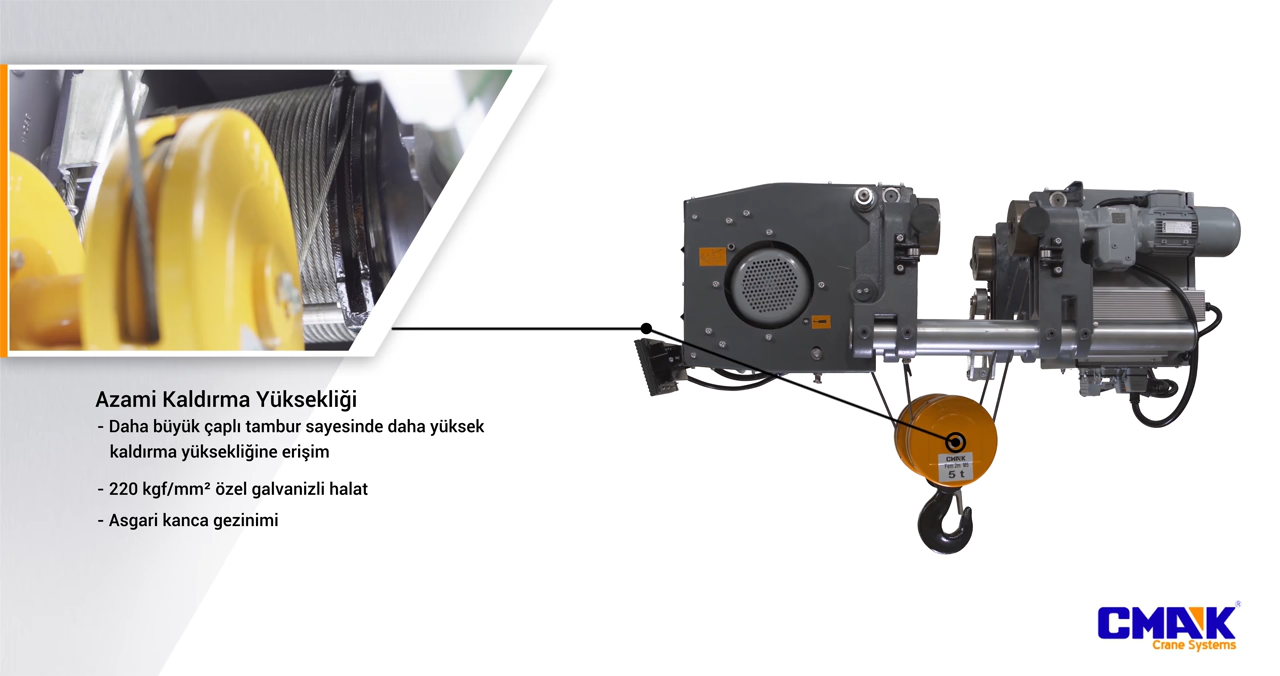 Azami Kaldırma Yüksekliği
- Daha büyük çaplı tambur sayesinde daha yüksek
kaldırma yüksekliğine erişim
- 220 kgf/mm² özel galvanizli halat
- Asgari kanca gezinimi
CMAK
5 t
CMAK ®
Crane Systems